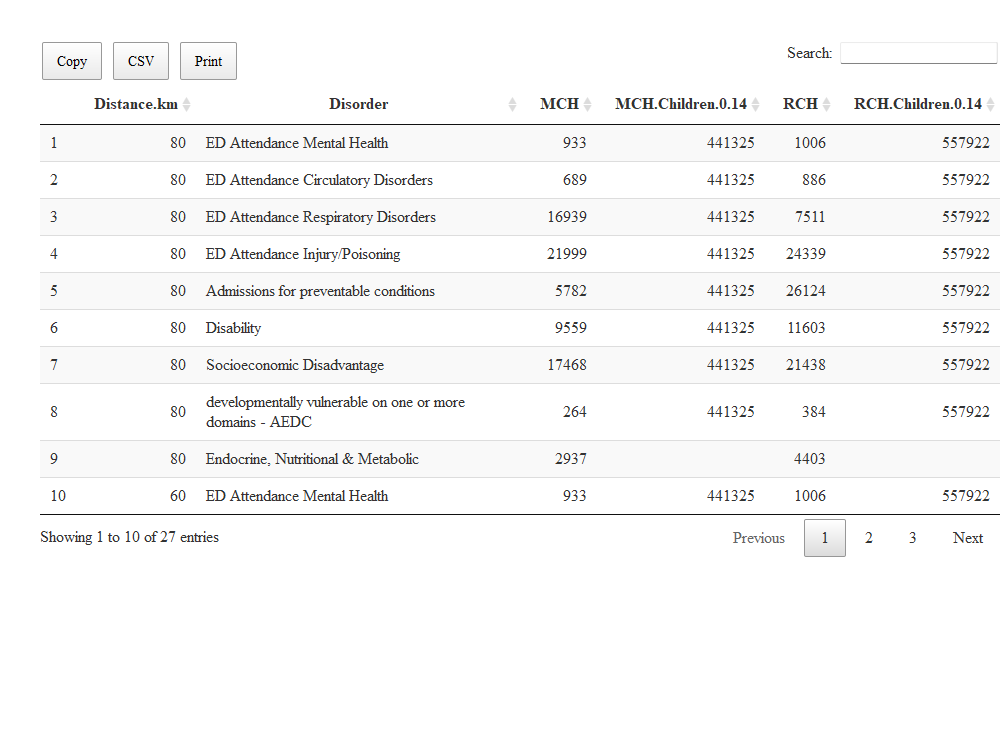 Copy CSV Print Search:
Distance.km Disorder MCH MCH.Children.0.14 RCH RCH.Children.0.14
1 80 ED Attendance Mental Health 933 441325 1006 557922
2 80 ED Attendance Circulatory Disorders 689 441325 886 557922
3 80 ED Attendance Respiratory Disorders 16939 441325 7511 557922
4 80 ED Attendance Injury/Poisoning 21999 441325 24339 557922
5 80 Admissions for preventable conditions 5782 441325 26124 557922
6 80 Disability 9559 441325 11603 557922
7 80 Socioeconomic Disadvantage 17468 441325 21438 557922
developmentally vulnerable on one or more
8 80 264 441325 384 557922
domains - AEDC
9 80 Endocrine, Nutritional & Metabolic 2937 4403
10 60 ED Attendance Mental Health 933 441325 1006 557922
Showing 1 to 10 of 27 entries Previous 1 2 3 Next